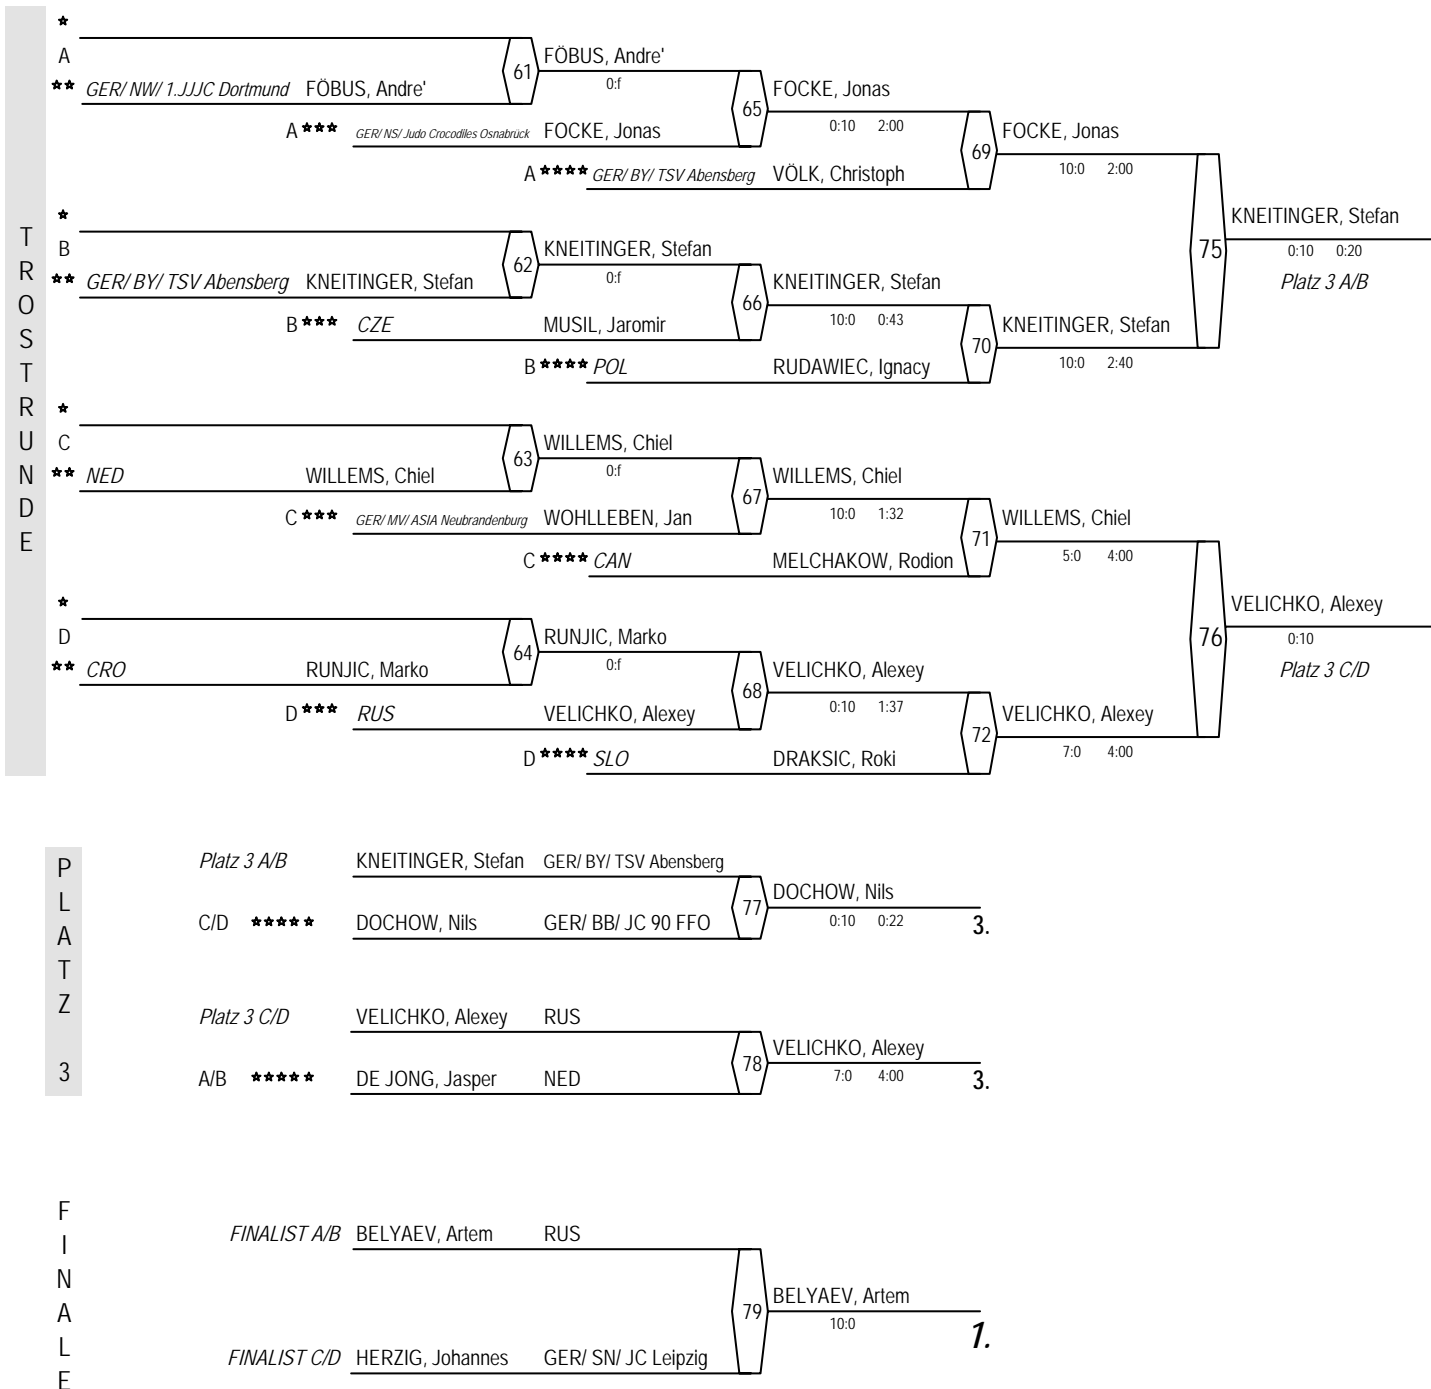 TROSTRUNDE
*
A
** GER/ NW/ 1.JJJC Dortmund FÖBUS, Andre' 61 FÖBUS, Andre'
0:f
A *** GER/ NS/ Judo Crocodiles Osnabrück FOCKE, Jonas 65 FOCKE, Jonas
0:10 2:00
A **** GER/ BY/ TSV Abensberg VÖLK, Christoph 69 FOCKE, Jonas
10:0 2:00
*
B
** GER/ BY/ TSV Abensberg KNEITINGER, Stefan 62 KNEITINGER, Stefan
0:f
B *** CZE MUSIL, Jaromir 66 KNEITINGER, Stefan
10:0 0:43
B **** POL RUDAWIEC, Ignacy 70 KNEITINGER, Stefan
10:0 2:40
75 KNEITINGER, Stefan
0:10 0:20
Platz 3 A/B
*
C
** NED WILLEMS, Chiel 63 WILLEMS, Chiel
0:f
C *** GER/ MV/ ASIA Neubrandenburg WOHLLEBEN, Jan 67 WILLEMS, Chiel
10:0 1:32
C **** CAN MELCHAKOW, Rodion 71 WILLEMS, Chiel
5:0 4:00
*
D
** CRO RUNJIC, Marko 64 RUNJIC, Marko
0:f
D *** RUS VELICHKO, Alexey 68 VELICHKO, Alexey
0:10 1:37
D **** SLO DRAKSIC, Roki 72 VELICHKO, Alexey
7:0 4:00
76 VELICHKO, Alexey
0:10
Platz 3 C/D
PLATZ 3
Platz 3 A/B KNEITINGER, Stefan GER/ BY/ TSV Abensberg
77 DOCHOW, Nils
0:10 0:22 3.
C/D ***** DOCHOW, Nils GER/ BB/ JC 90 FFO
Platz 3 C/D VELICHKO, Alexey RUS
78 VELICHKO, Alexey
7:0 4:00 3.
A/B ***** DE JONG, Jasper NED
FINALE
FINALIST A/B BELYAEV, Artem RUS
79 BELYAEV, Artem
10:0 1.
FINALIST C/D HERZIG, Johannes GER/ SN/ JC Leipzig